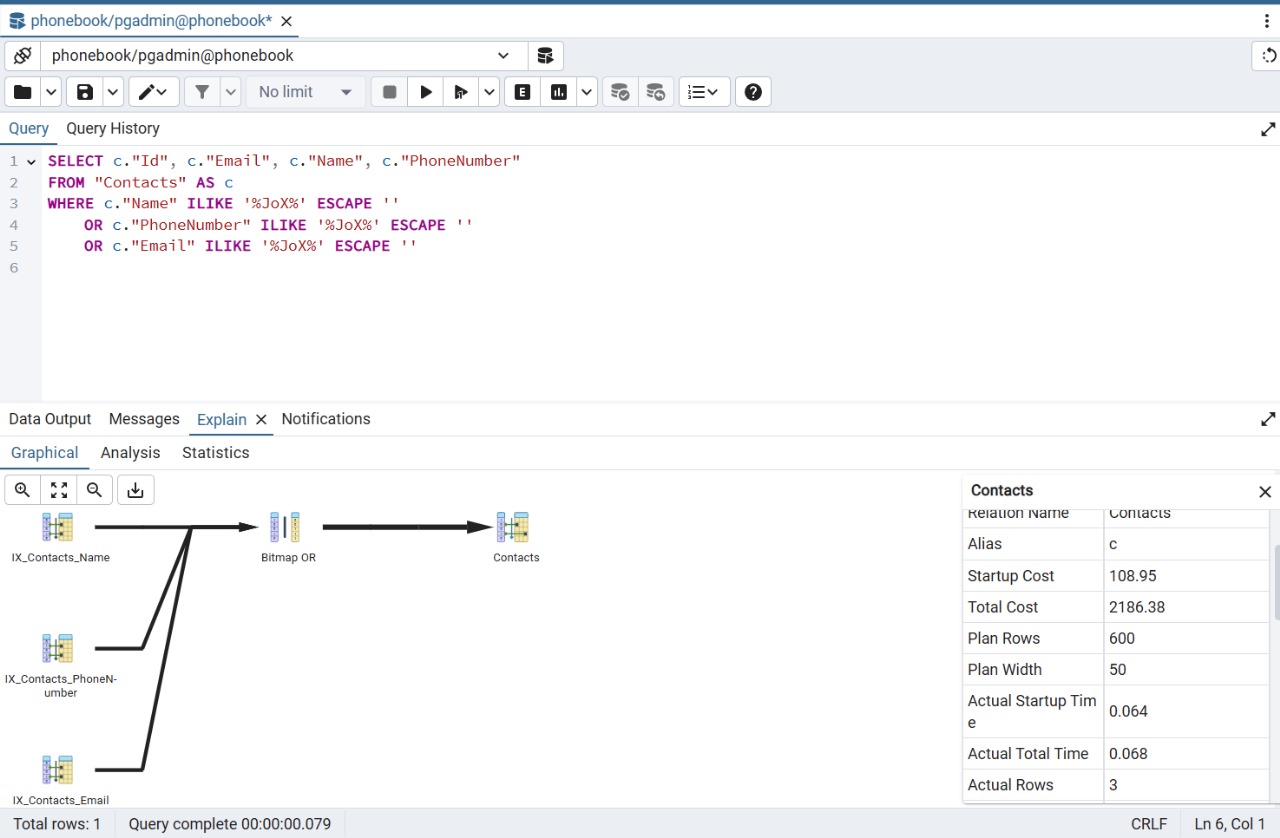 phonebook/pgadmin@phonebook*
phonebook/pgadmin@phonebook
No limit
E
Query Query History
1 SELECT c."Id", c."Email", c."Name", c."PhoneNumber"
2 FROM "Contacts" AS c
3 WHERE c."Name" ILIKE '%JoX%' ESCAPE ''
4 OR c."PhoneNumber" ILIKE '%JoX%' ESCAPE ''
5 OR c."Email" ILIKE '%JoX%' ESCAPE ''
6
Data Output Messages Explain Notifications
Graphical Analysis Statistics
IX_Contacts_Name
Bitmap OR
Contacts
IX_Contacts_PhoneN-
umber
IX_Contacts_Email
Contacts
Relation Name Contacts
Alias c
Startup Cost 108.95
Total Cost 2186.38
Plan Rows 600
Plan Width 50
Actual Startup Tim
e 0.064
Actual Total Time 0.068
Actual Rows 3
Total rows: 1 Query complete 00:00:00.079 CRLF Ln 6, Col 1